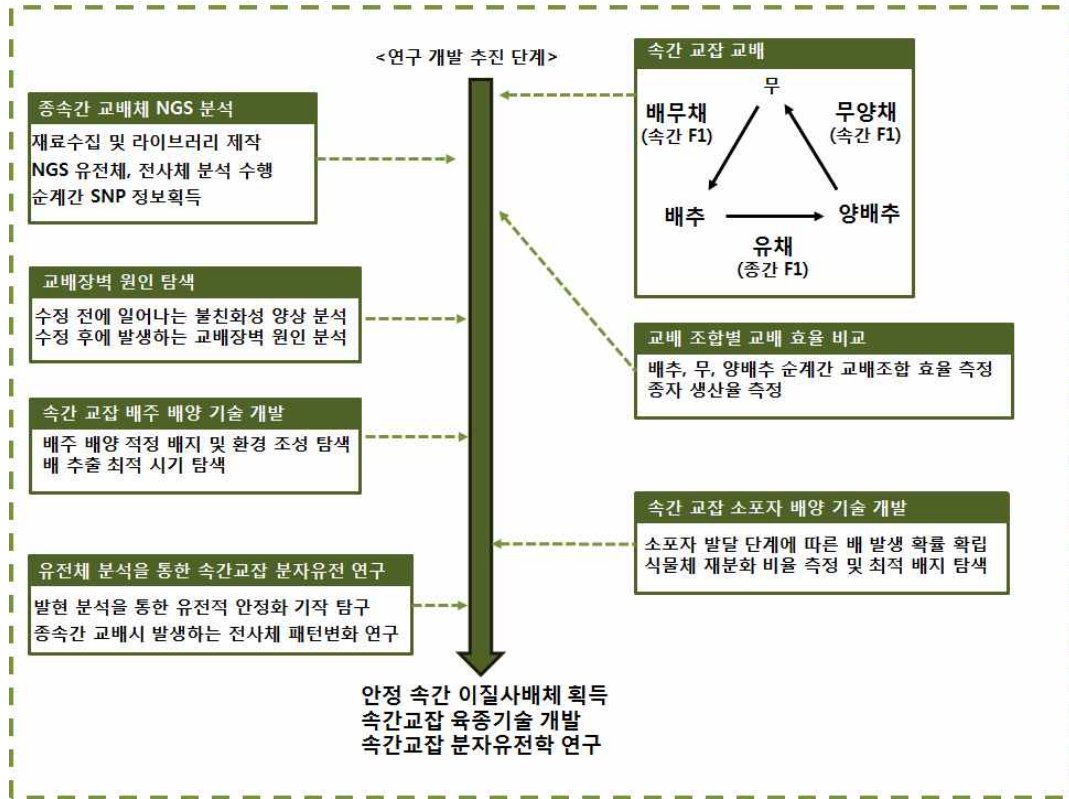 <연구 개발 추진 단계>
속간 교잡 교배
무
배무채
(속간 F1)
무양채
(속간 F1)
배추
양배추
유채
(종간 F1)
종속간 교배체 NGS 분석
재료수집 및 라이브러리 제작
NGS 유전체, 전사체 분석 수행
순계간 SNP 정보획득
교배장벽 원인 탐색
수정 전에 일어나는 불친화성 양상 분석
수정 후에 발생하는 교배장벽 원인 분석
교배 조합별 교배 효율 비교
배추, 무, 양배추 순계간 교배조합 효율 측정
종자 생산율 측정
속간 교잡 배주 배양 기술 개발
배주 배양 적정 배지 및 환경 조성 탐색
배 추출 최적 시기 탐색
속간 교잡 소포자 배양 기술 개발
소포자 발달 단계에 따른 배 발생 확률 확립
식물체 재분화 비율 측정 및 최적 배지 탐색
유전체 분석을 통한 속간교잡 분자유전 연구
발현 분석을 통한 유전적 안정화 기작 탐구
종속간 교배시 발생하는 전사체 패턴변화 연구
안정 속간 이질사배체 획득
속간교잡 육종기술 개발
속간교잡 분자유전학 연구